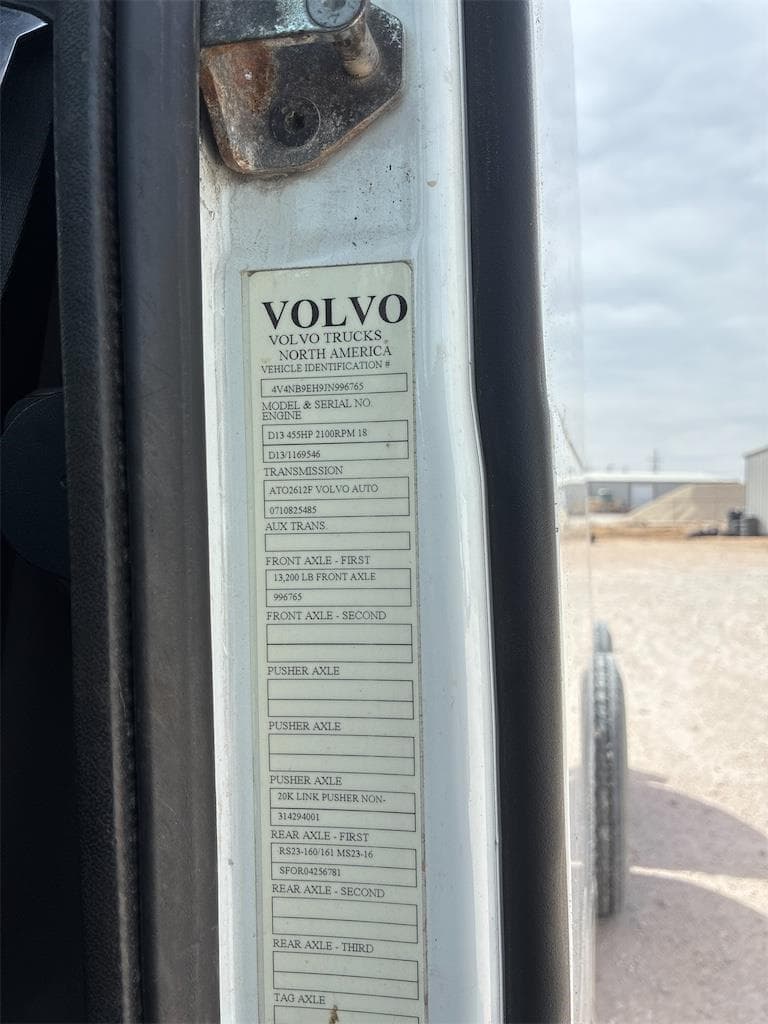 VOLVO
VOLVO TRUCKS
NORTH AMERICA
VEHICLE IDENTIFICATION #
4V4NB9EH9JN996765
MODEL & SERIAL NO.
ENGINE
D13 455HP 2100RPM 18
D13/1169546
TRANSMISSION
ATO2612F VOLVO AUTO
0710825485
AUX TRANS.
FRONT AXLE - FIRST
13,200 LB FRONT AXLE
996765
FRONT AXLE - SECOND
PUSHER AXLE
PUSHER AXLE
PUSHER AXLE
20K LINK PUSHER NON-
314294001
REAR AXLE - FIRST
RS23-160/161 MS23-16
SFOR04256781
REAR AXLE - SECOND
REAR AXLE - THIRD
TAG AXLE